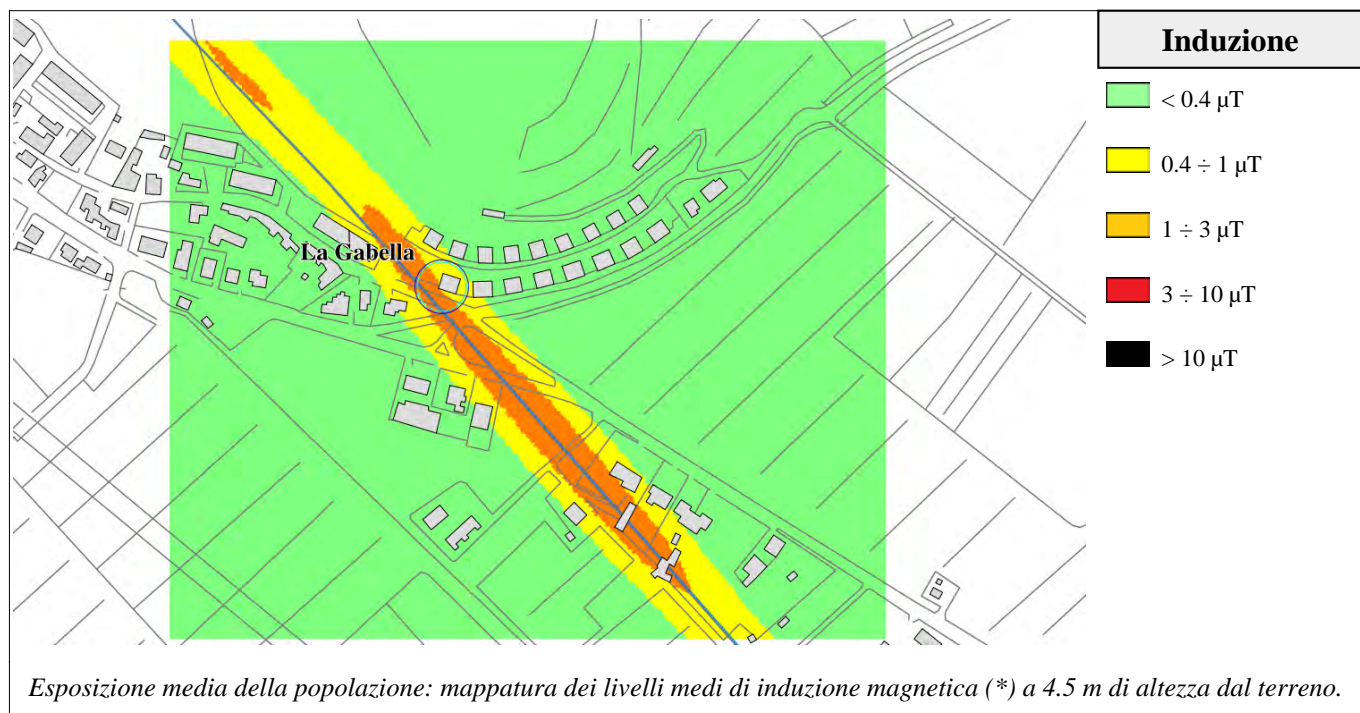 Induzione
< 0.4 µT
0.4 ÷ 1 µT
1 ÷ 3 µT
3 ÷ 10 µT
> 10 µT
La Gabella
Esposizione media della popolazione: mappatura dei livelli medi di induzione magnetica (*) a 4.5 m di altezza dal terreno.